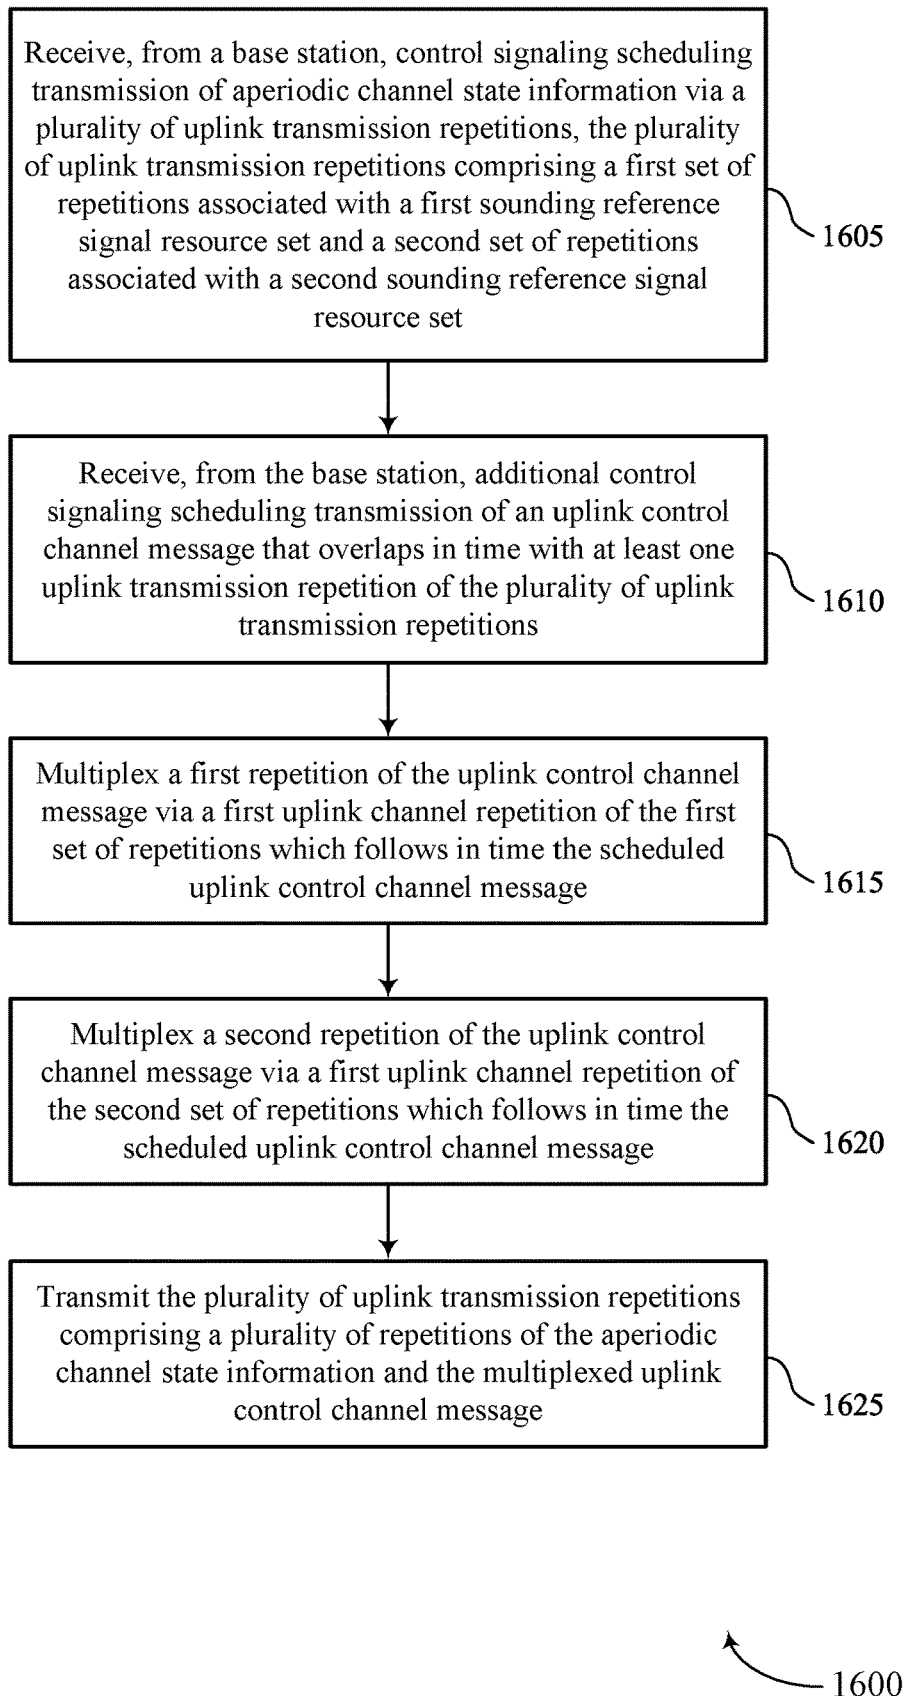 Receive, from a base station, control signaling scheduling
transmission of aperiodic channel state information via a
plurality of uplink transmission repetitions, the plurality
of uplink transmission repetitions comprising a first set of
repetitions associated with a first sounding reference
signal resource set and a second set of repetitions
associated with a second sounding reference signal
resource set
1605
Receive, from the base station, additional control
signaling scheduling transmission of an uplink control
channel message that overlaps in time with at least one
uplink transmission repetition of the plurality of uplink
transmission repetitions
1610
Multiplex a first repetition of the uplink control channel
message via a first uplink channel repetition of the first
set of repetitions which follows in time the scheduled
uplink control channel message
1615
Multiplex a second repetition of the uplink control
channel message via a first uplink channel repetition of
the second set of repetitions which follows in time the
scheduled uplink control channel message
1620
Transmit the plurality of uplink transmission repetitions
comprising a plurality of repetitions of the aperiodic
channel state information and the multiplexed uplink
control channel message
1625
1600